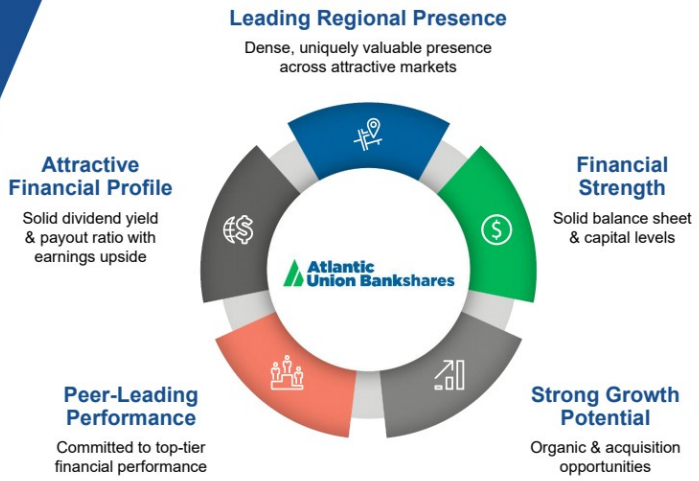 Leading Regional Presence
Dense, uniquely valuable presence
across attractive markets
Attractive
Financial Profile
Solid dividend yield
& payout ratio with
earnings upside
Financial
Strength
Solid balance sheet
& capital levels
$
$
Atlantic
Union Bankshares
Peer-Leading
Performance
Committed to top-tier
financial performance
Strong Growth
Potential
Organic & acquisition
opportunities